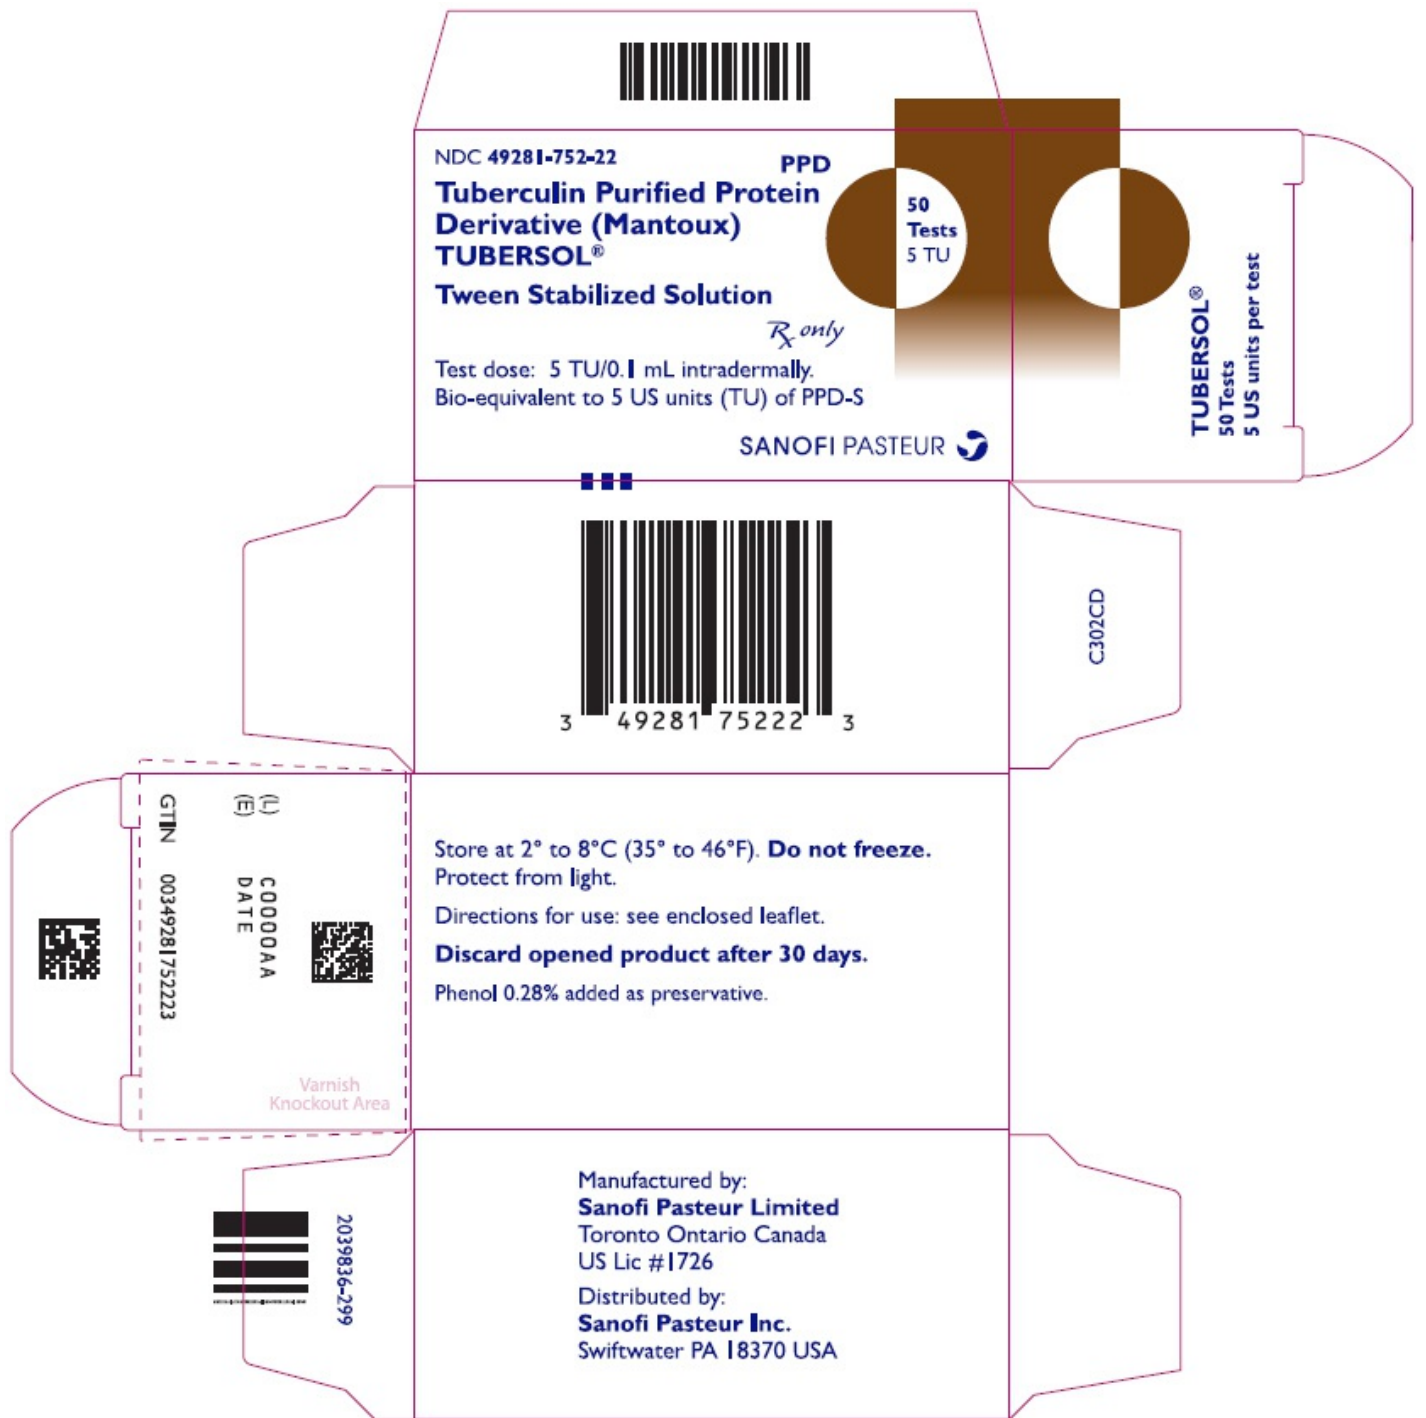 NDC 49281-752-22
PPD
Tuberculin Purified Protein
Derivative (Mantoux)
TUBERSOL®
Tween Stabilized Solution
Rx only
Test dose: 5 TU/0.1 mL intradermally.
Bio-equivalent to 5 US units (TU) of PPD-S
SANOFI PASTEUR
50
Tests
5 TU
TUBERSOL®
50 Tests
5 US units per test
3 49281 75222 3
C302CD
(L) C0000AA
(E) DATE
GTIN 00349281752223
Varnish
Knockout Area
Store at 2° to 8°C (35° to 46°F). Do not freeze.
Protect from light.
Directions for use: see enclosed leaflet.
Discard opened product after 30 days.
Phenol 0.28% added as preservative.
2039836-299
Manufactured by:
Sanofi Pasteur Limited
Toronto Ontario Canada
US Lic #1726
Distributed by:
Sanofi Pasteur Inc.
Swiftwater PA 18370 USA